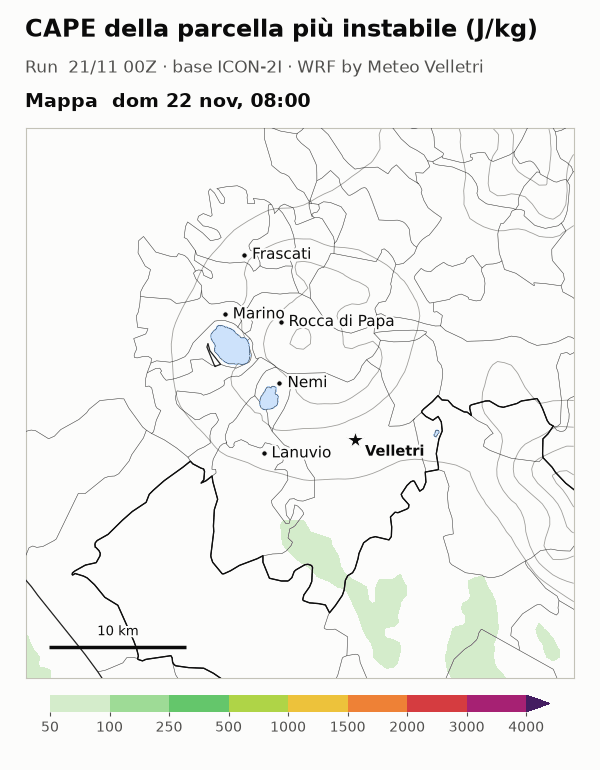 CAPE della parcella più instabile (J/kg)
Run  21/11 00Z · base ICON-2I · WRF by Meteo Velletri
Mappa  dom 22 nov, 08:00
Frascati
Marino
Rocca di Papa
Nemi
Velletri
Lanuvio
10 km
50 100 250 500 1000 1500 2000 3000 4000